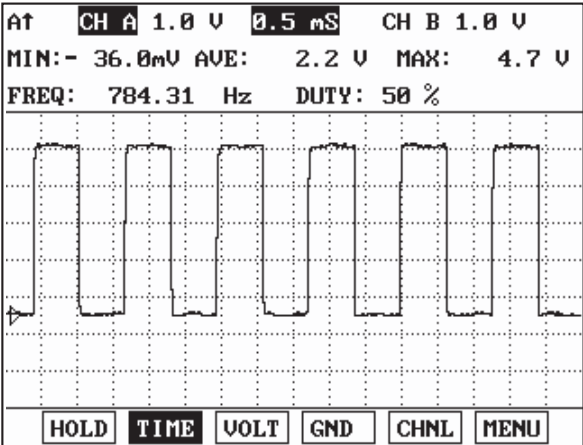 A↑ CH A 1.0 V 0.5 mS CH B 1.0 V
MIN:- 36.0mV AVE: 2.2 V MAX: 4.7 V
FREQ: 784.31 Hz DUTY: 50 %
HOLD TIME VOLT GND CHNL MENU